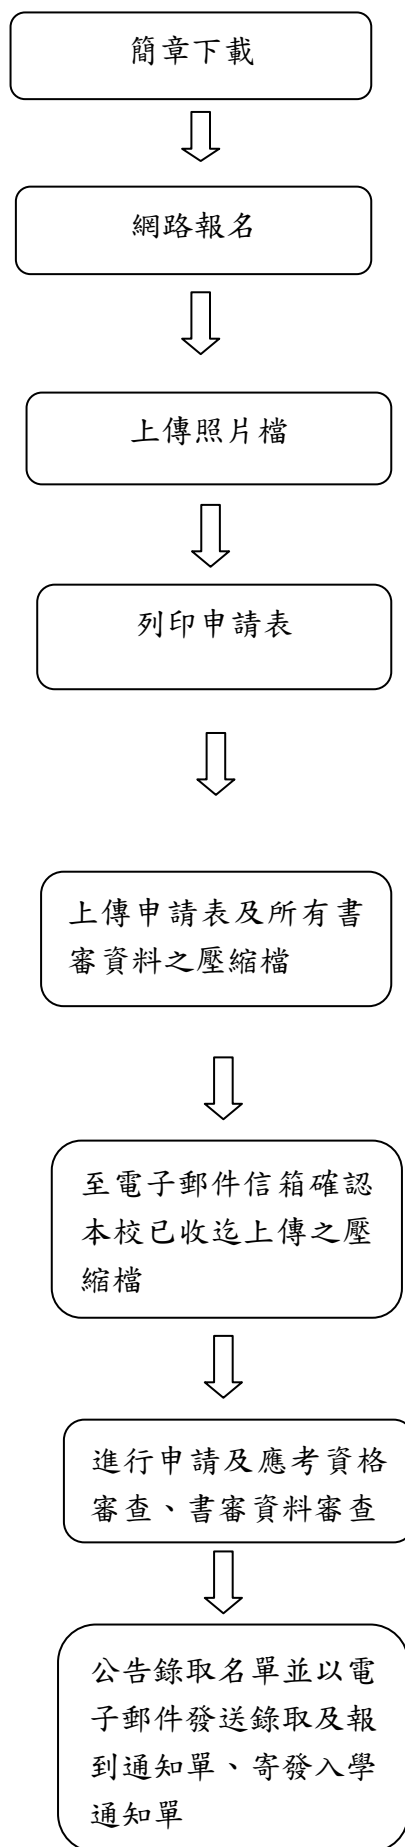 簡章下載
網路報名
上傳照片檔
列印申請表
上傳申請表及所有書
審資料之壓縮檔
至電子郵件信箱確認
本校已收迄上傳之壓
縮檔
進行申請及應考資格
審查、書審資料審查
公告錄取名單並以電
子郵件發送錄取及報
到通知單、寄發入學
通知單